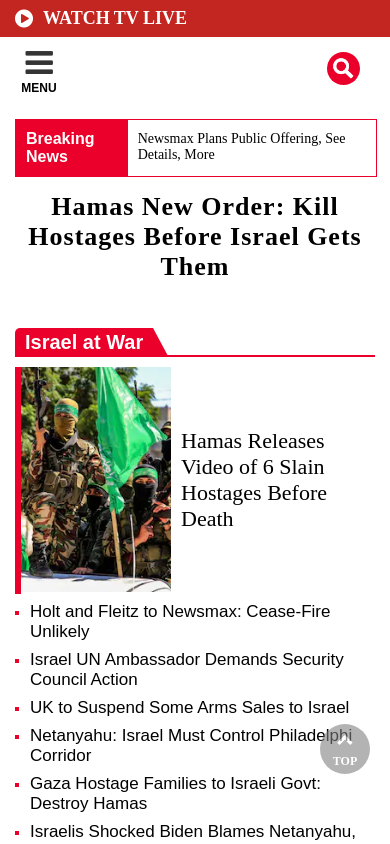 WATCH TV LIVE
MENU
Breaking
News
Newsmax Plans Public Offering, See
Details, More
Hamas New Order: Kill
Hostages Before Israel Gets
Them
Israel at War
Hamas Releases
Video of 6 Slain
Hostages Before
Death
Holt and Fleitz to Newsmax: Cease-Fire
Unlikely
Israel UN Ambassador Demands Security
Council Action
UK to Suspend Some Arms Sales to Israel
Netanyahu: Israel Must Control Philadelphi
Corridor
TOP
Gaza Hostage Families to Israeli Govt:
Destroy Hamas
Israelis Shocked Biden Blames Netanyahu,